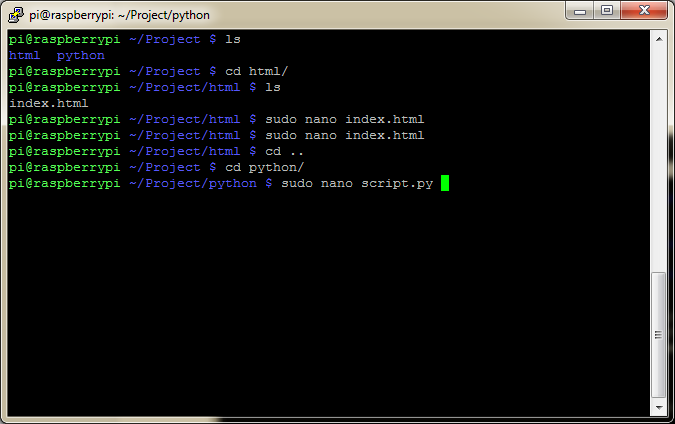 pi@raspberrypi: ~/Project/python
pi@raspberrypi ~/Project $ ls
html  python
pi@raspberrypi ~/Project $ cd html/
pi@raspberrypi ~/Project/html $ ls
index.html
pi@raspberrypi ~/Project/html $ sudo nano index.html
pi@raspberrypi ~/Project/html $ sudo nano index.html
pi@raspberrypi ~/Project/html $ cd ..
pi@raspberrypi ~/Project $ cd python/
pi@raspberrypi ~/Project/python $ sudo nano script.py